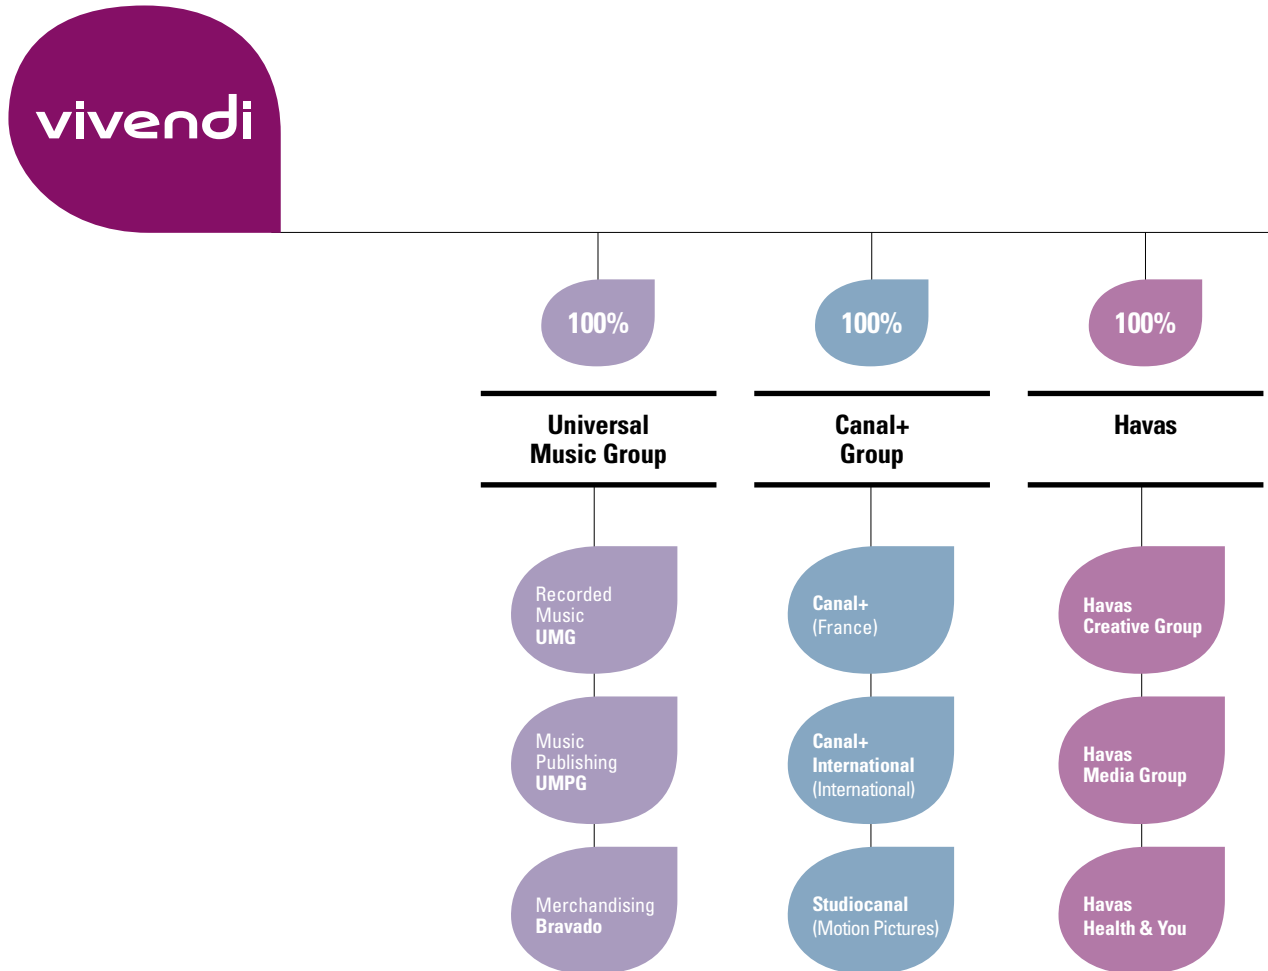 vivendi
100%
Universal
Music Group
Recorded
Music
UMG
Music
Publishing
UMPG
Merchandising
Bravado
100%
Canal+
Group
Canal+
(France)
Canal+
International
(International)
Studiocanal
(Motion Pictures)
100%
Havas
Havas
Creative Group
Havas
Media Group
Havas
Health & You